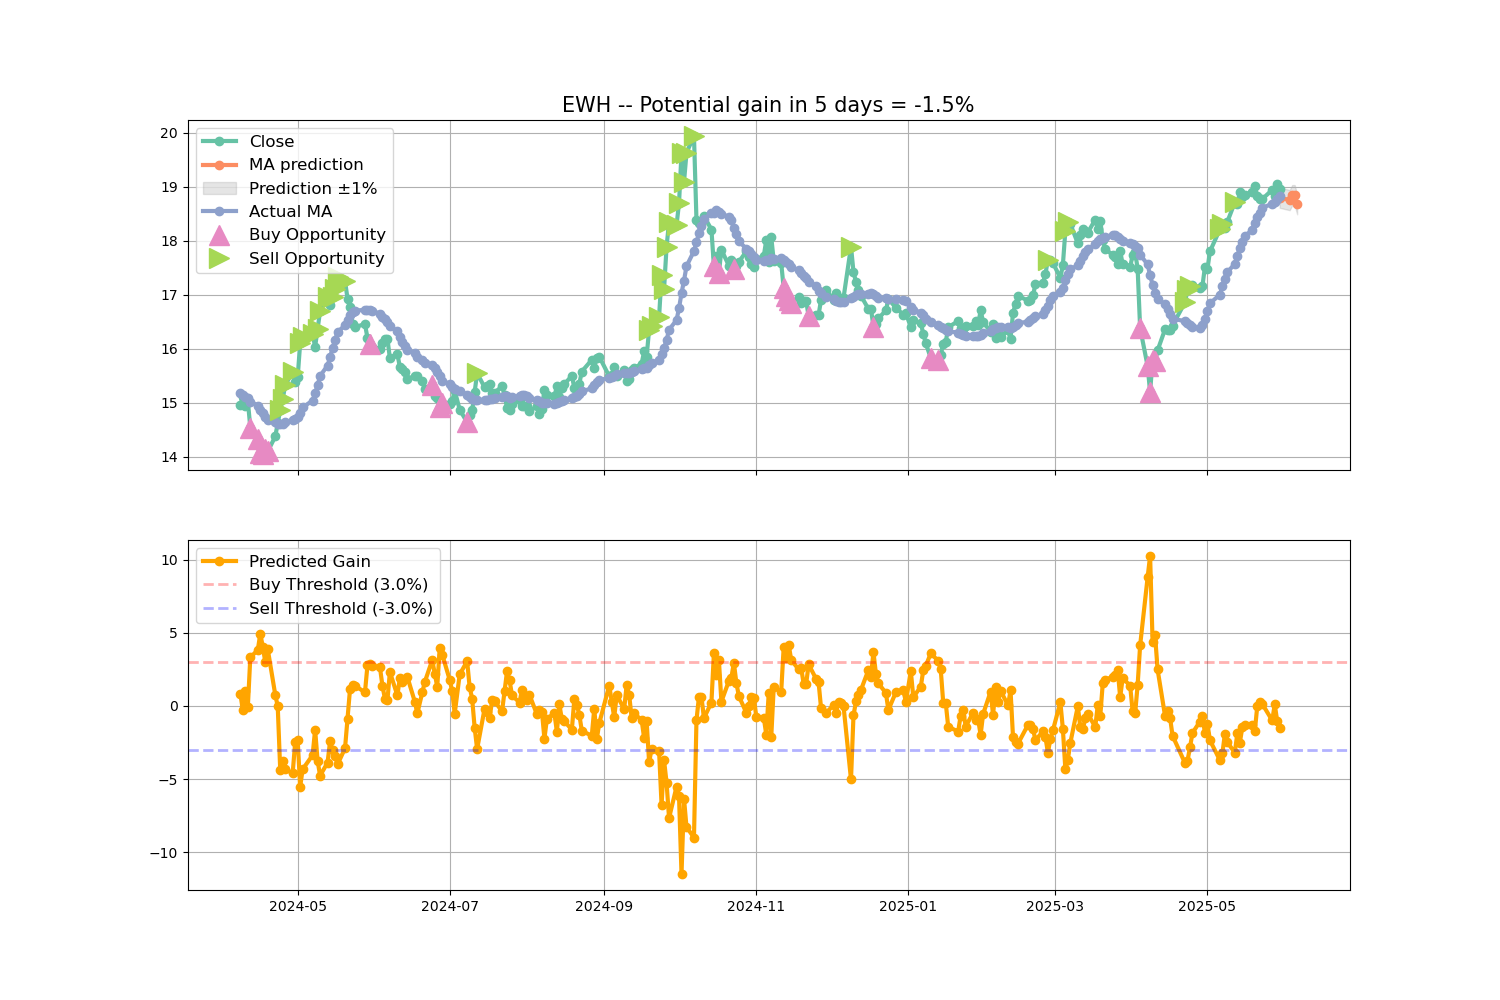 EWH -- Potential gain in 5 days = -1.5%
Close
MA prediction
Prediction ±1%
Actual MA
Buy Opportunity
Sell Opportunity
20
19
18
17
16
15
14
Predicted Gain
Buy Threshold (3.0%)
Sell Threshold (-3.0%)
10
5
0
−5
−10
2024-05 2024-07 2024-09 2024-11 2025-01 2025-03 2025-05